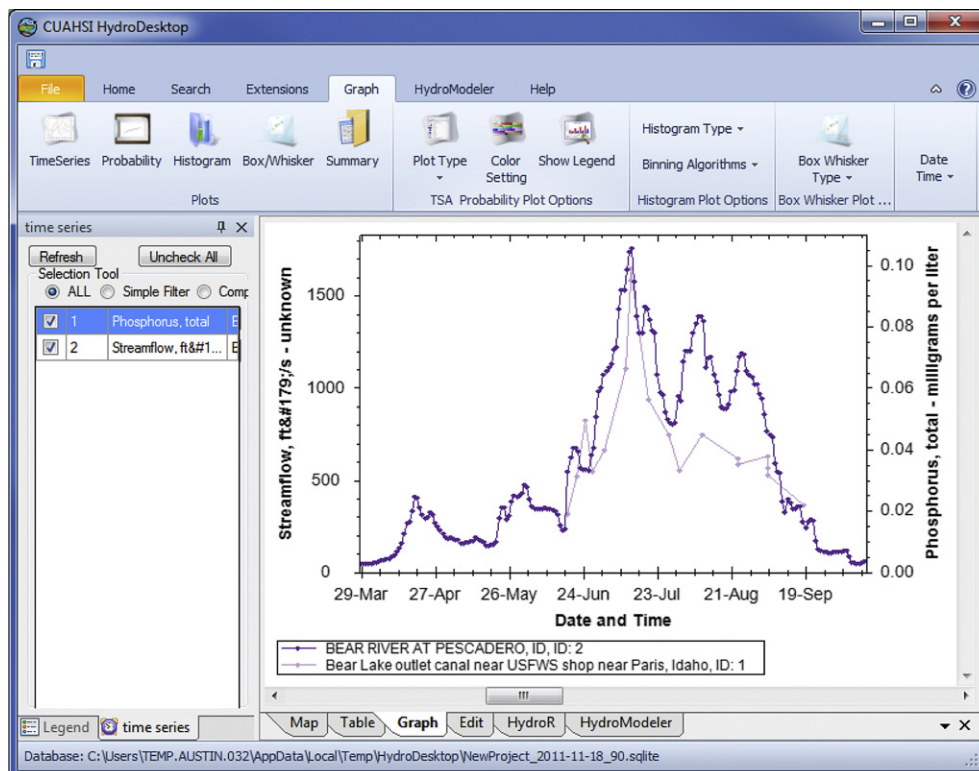 CUAHSI HydroDesktop
File Home Search Extensions Graph HydroModeler Help
TimeSeries Probability Histogram Box/Whisker Summary
Plots
Plot Type Color Setting Show Legend
TSA Probability Plot Options
Histogram Type
Binning Algorithms
Histogram Plot Options
Box Whisker Type
Box Whisker Plot ...
Date Time
time series
Refresh Uncheck All
Selection Tool
ALL Simple Filter Comp
1 Phosphorus, total E
2 Streamflow, ft&#1... E
Streamflow, ft&#179;/s - unknown
1500
1000
500
0
0.10
0.08
0.06
0.04
0.02
0.00
Phosphorus, total - milligrams per liter
29-Mar 27-Apr 26-May 24-Jun 23-Jul 21-Aug 19-Sep
Date and Time
BEAR RIVER AT PESCADERO, ID, ID: 2
Bear Lake outlet canal near USFWS shop near Paris, Idaho, ID: 1
Legend time series
Map Table Graph Edit HydroR HydroModeler
Database: C:\Users\TEMP.AUSTIN.032\AppData\Local\Temp\HydroDesktop\NewProject_2011-11-18_90.sqlite